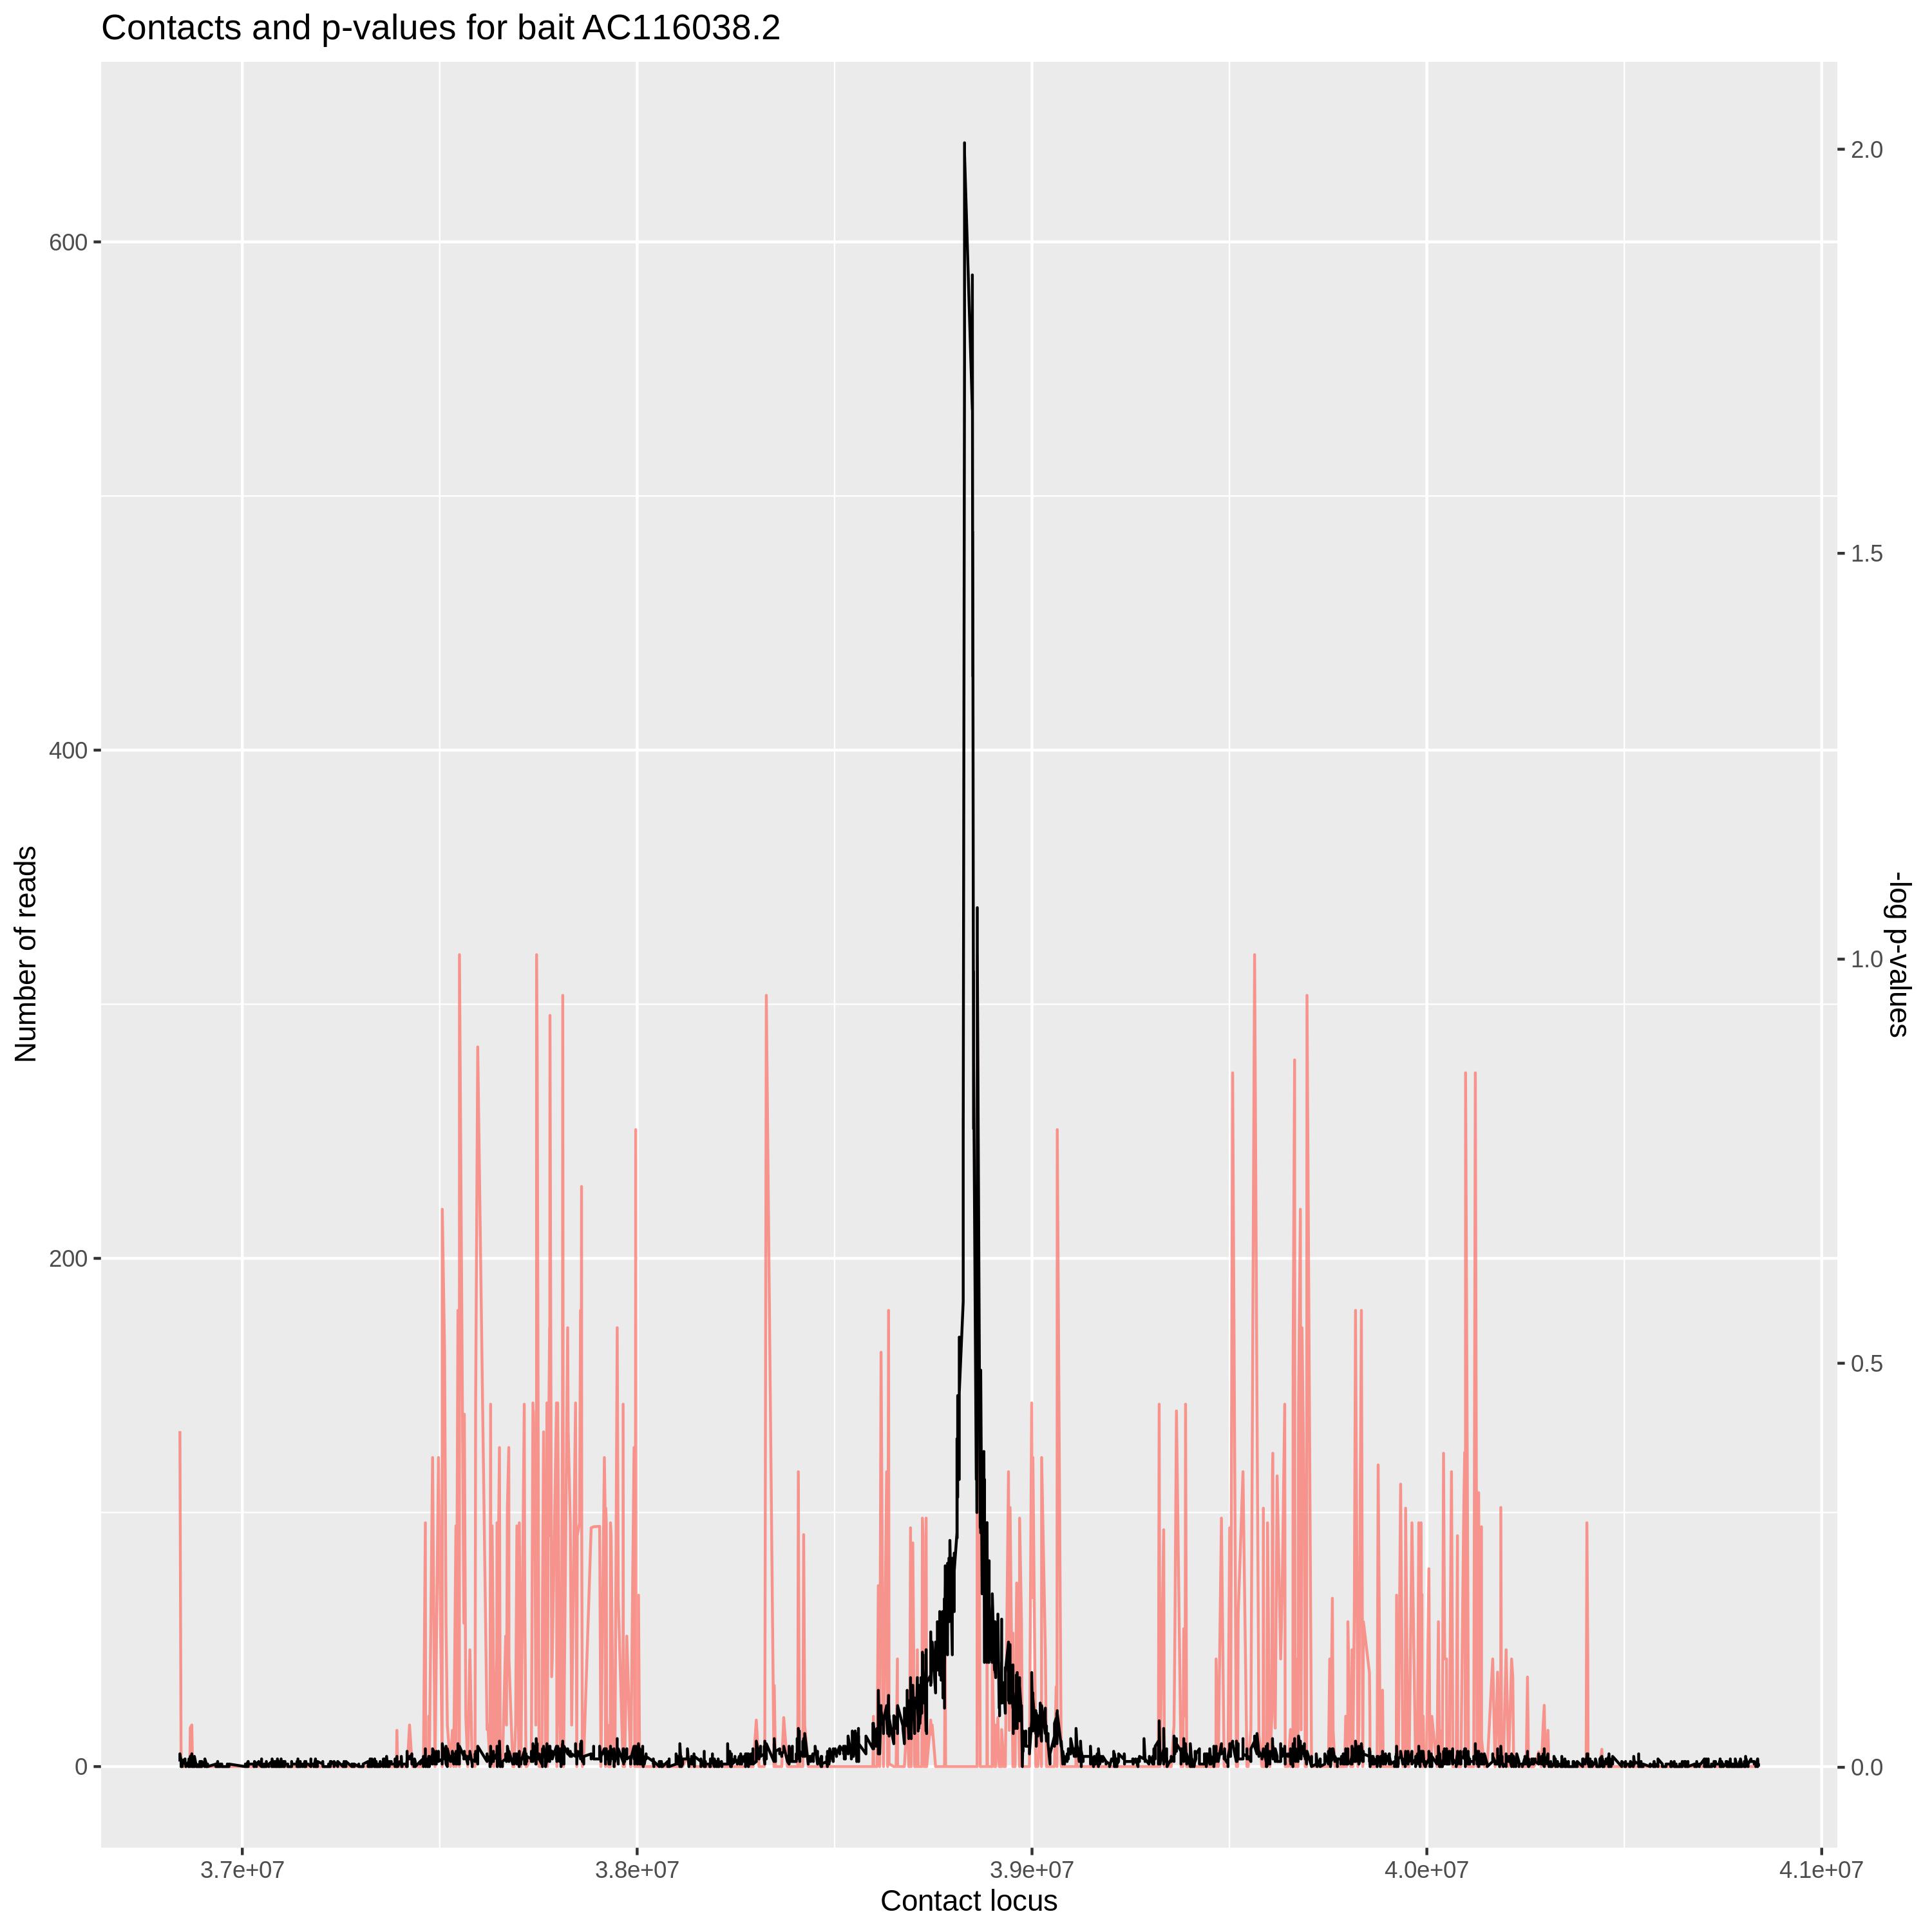 Contacts and p-values for bait AC116038.2
Number of reads
600
400
200
0
2.0
1.5
1.0
0.5
0.0
-log p-values
3.7e+07
3.8e+07
3.9e+07
4.0e+07
4.1e+07
Contact locus